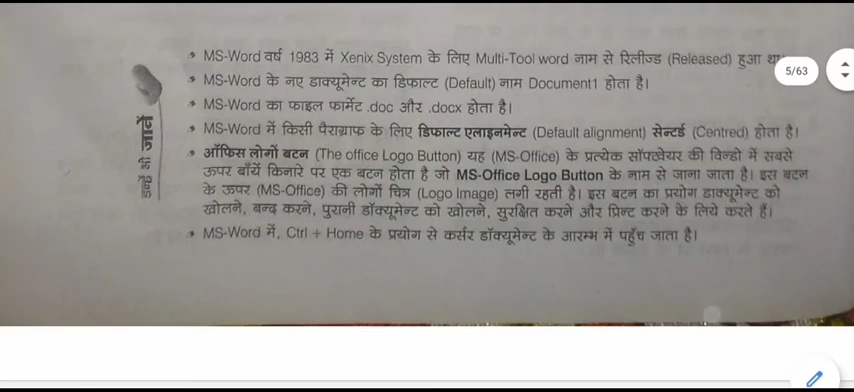 MS-Word वर्ष 1983 में Xenix System के लिए Multi-Tool word नाम से रिलीज्ड (Released) हुआ था
5/63
MS-Word के नए डाक्यूमेन्ट का डिफाल्ट (Default) नाम Document1 होता है।
MS-Word का फाइल फार्मेट .doc और .docx होता है।
MS-Word में किसी पैराग्राफ के लिए डिफाल्ट एलाइनमेन्ट (Default alignment) सेन्टर्ड (Centred) होता है।
ऑफिस लोगों बटन (The office Logo Button) यह (MS-Office) के प्रत्येक सॉफ्टवेयर की विन्डो में सबसे
ऊपर बाँयें किनारे पर एक बटन होता है जो MS-Office Logo Button के नाम से जाना जाता है। इस बटन
के ऊपर (MS-Office) की लोगों चित्र (Logo Image) लगी रहती है। इस बटन का प्रयोग डाक्यूमेन्ट को
खोलने, बन्द करने, पुरानी डॉक्यूमेन्ट को खोलने, सुरक्षित करने और प्रिन्ट करने के लिये करते हैं।
MS-Word में, Ctrl + Home के प्रयोग से कर्सर डॉक्यूमेन्ट के आरम्भ में पहुँच जाता है।
इन्हें भी जानें